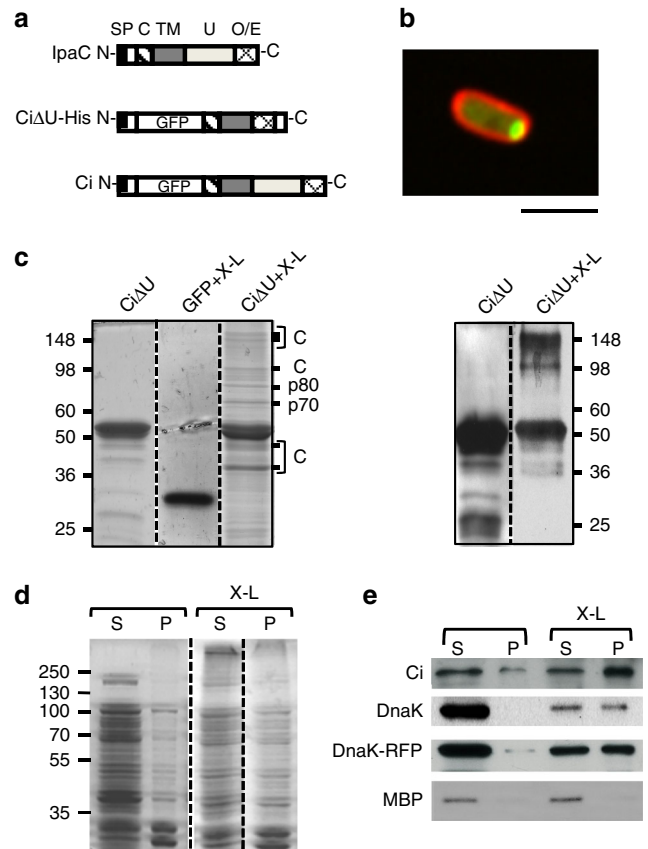 a
SP C TM U O/E
IpaC N- -C
CiΔU-His N- GFP -C
Ci N- GFP -C
b
c
CiΔU GFP+X-L CiΔU+X-L
148 C
98 C
p80
60 p70
50
C
36
25
CiΔU CiΔU+X-L
148
98
60
50
36
25
d
X-L
S P S P
250
130
100
70
55
35
e
X-L
S P S P
Ci
DnaK
DnaK-RFP
MBP